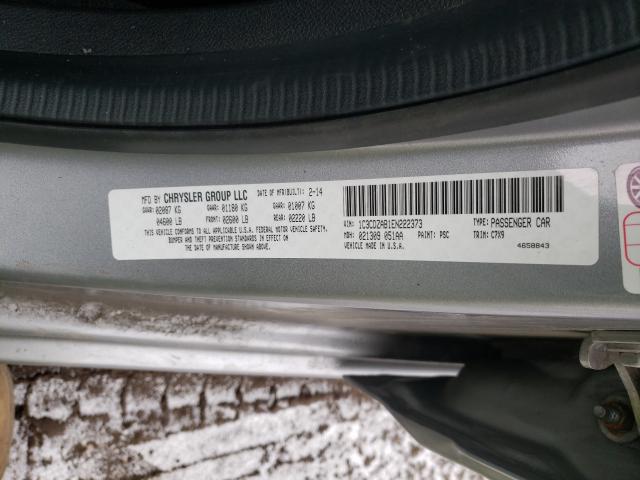 MFD BY CHRYSLER GROUP LLC DATE OF MFR(BUILT): 2-14
GVWR: 02087 KG GAWR: 01180 KG GAWR: 01007 KG
04600 LB FRONT: 02600 LB REAR: 02220 LB
THIS VEHICLE CONFORMS TO ALL APPLICABLE U.S.A. FEDERAL MOTOR VEHICLE SAFETY,
BUMPER AND THEFT PREVENTION STANDARDS IN EFFECT ON
THE DATE OF MANUFACTURE SHOWN ABOVE.
VIN: 1C3CDZAB1EN222373 TYPE: PASSENGER CAR
MDH: 021309 051AA PAINT: PSC TRIM: C7X9
MADE IN U.S.A. 4658843